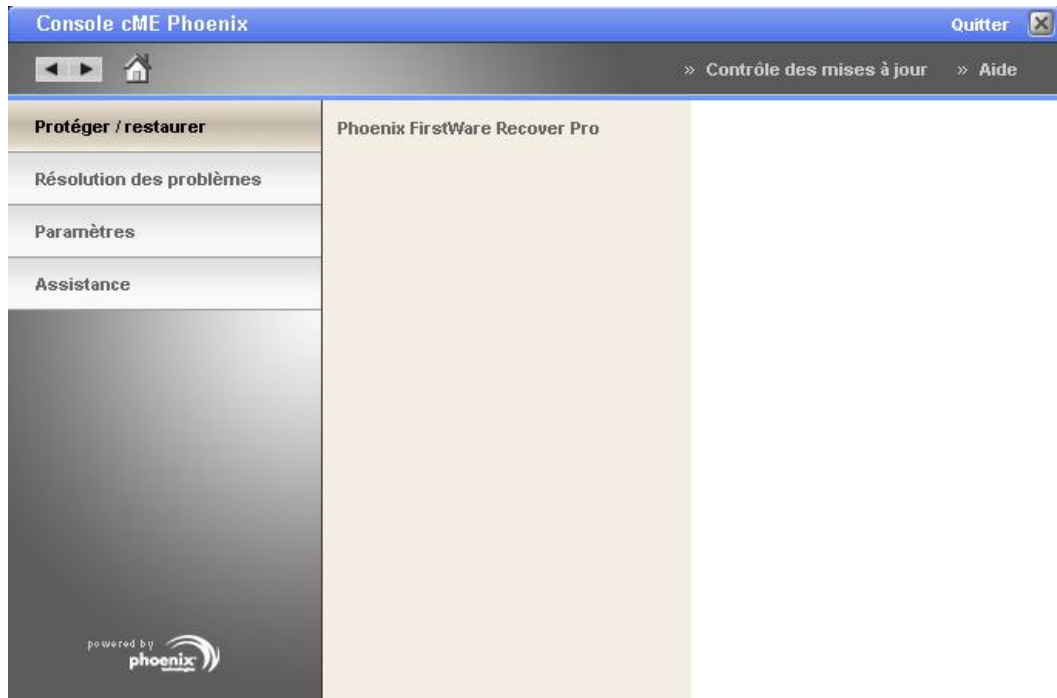 Console cME Phoenix
Quitter
» Contrôle des mises à jour
» Aide
Protéger / restaurer
Phoenix FirstWare Recover Pro
Résolution des problèmes
Paramètres
Assistance
powered by
phoenix